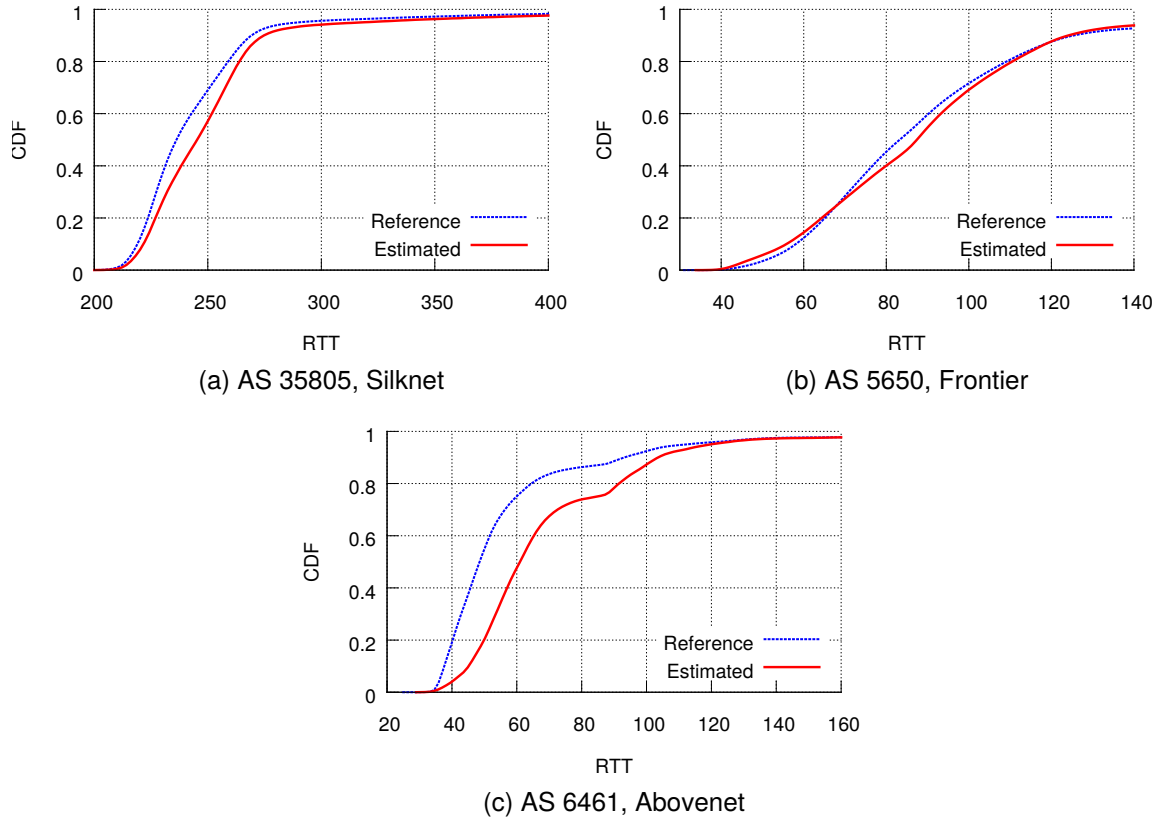 1
0.8
0.6
0.4
0.2
0
CDF
Reference
Estimated
200 250 300 350 400
RTT
(a) AS 35805, Silknet
1
0.8
0.6
0.4
0.2
0
CDF
Reference
Estimated
40 60 80 100 120 140
RTT
(b) AS 5650, Frontier
1
0.8
0.6
0.4
0.2
0
CDF
Reference
Estimated
20 40 60 80 100 120 140 160
RTT
(c) AS 6461, Abovenet